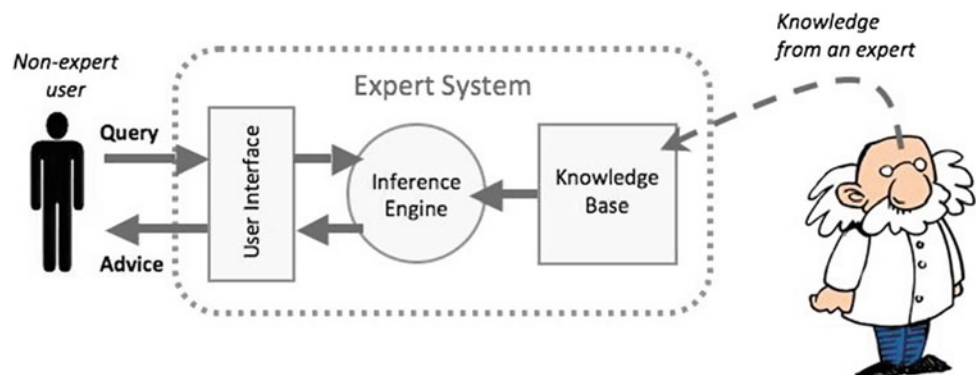 Non-expert
user
Query
Advice
Expert System
User Interface
Inference
Engine
Knowledge
Base
Knowledge
from an expert